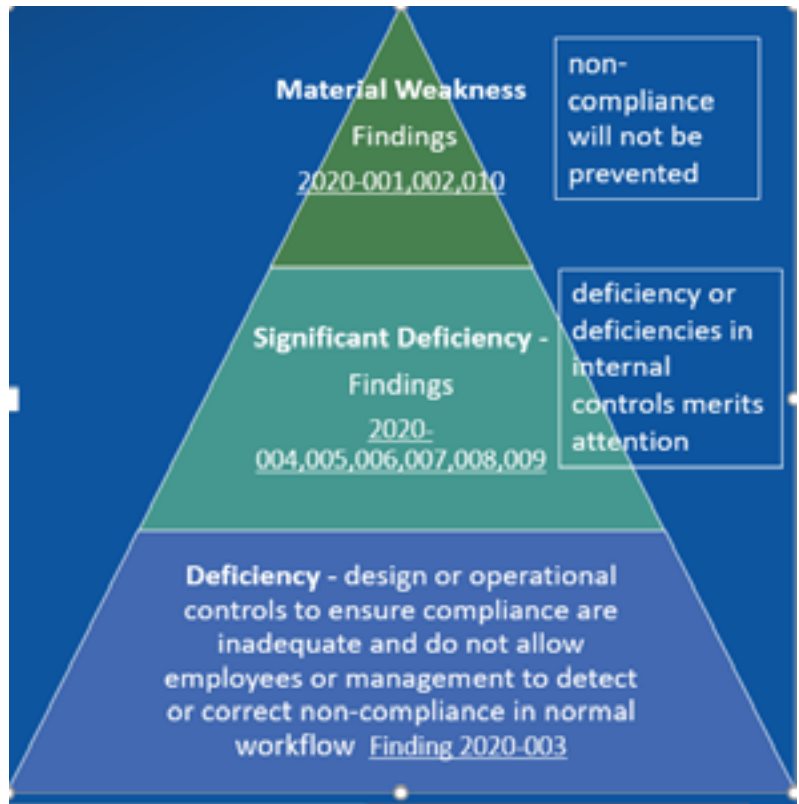 Material Weakness
Findings
2020-001,002,010
non-
compliance
will not be
prevented
Significant Deficiency -
Findings
2020-
004,005,006,007,008,009
deficiency or
deficiencies in
internal
controls merits
attention
Deficiency - design or operational
controls to ensure compliance are
inadequate and do not allow
employees or management to detect
or correct non-compliance in normal
workflow Finding 2020-003